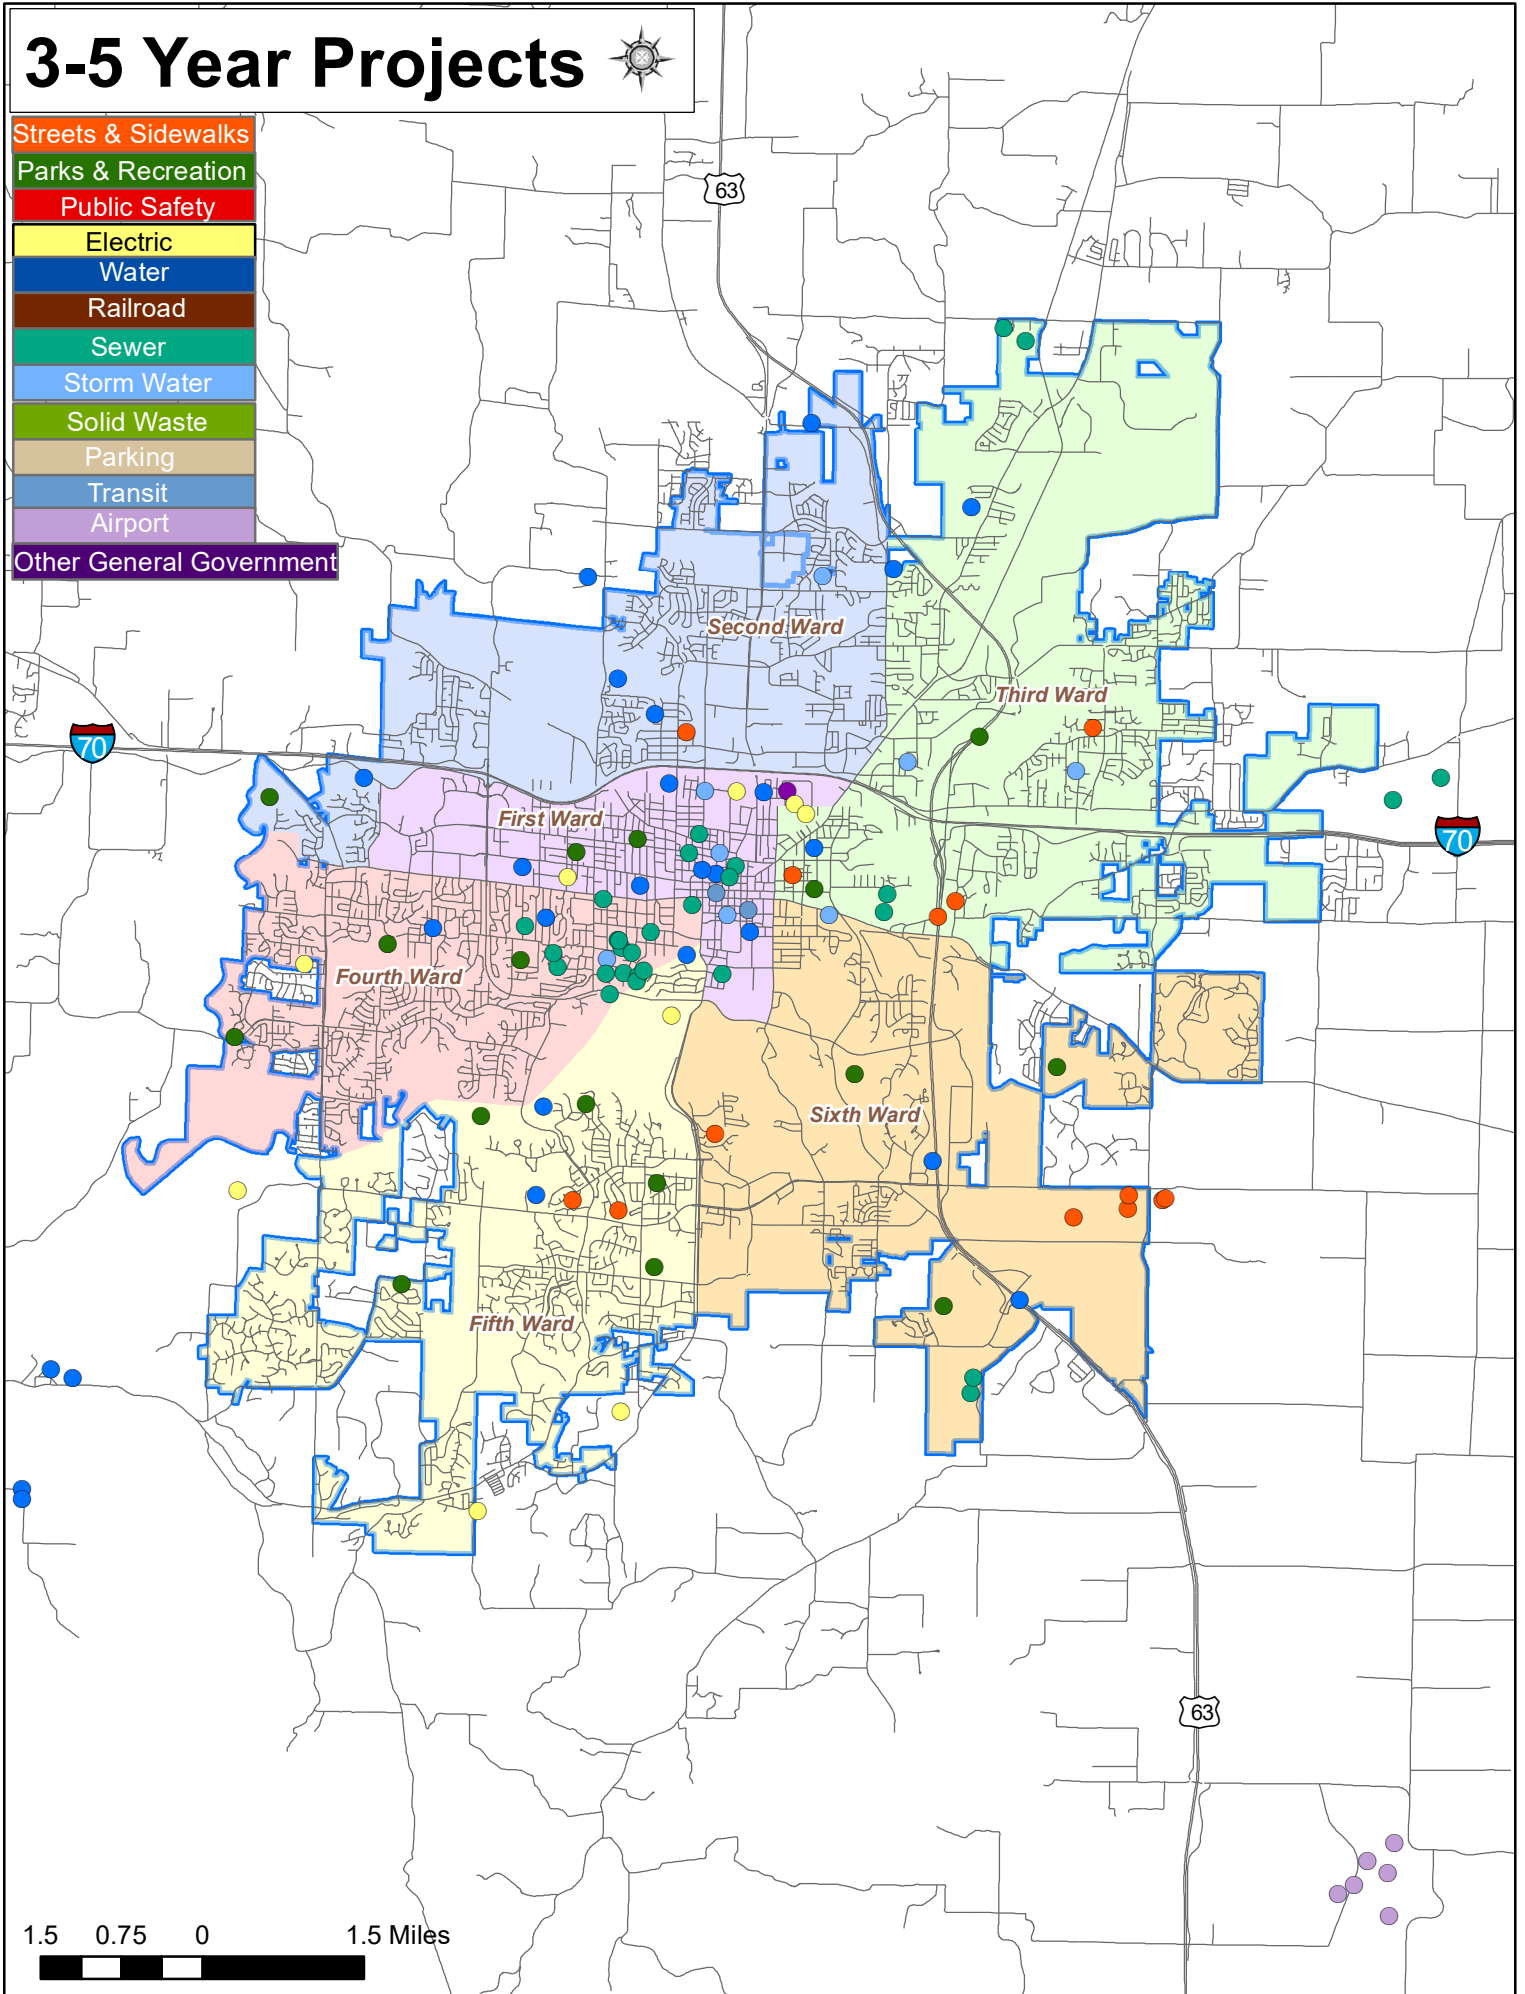 3-5 Year Projects
Streets & Sidewalks
Parks & Recreation
Public Safety
Electric
Water
Railroad
Sewer
Storm Water
Solid Waste
Parking
Transit
Airport
Other General Government
63
Second Ward
Third Ward
70
First Ward
70
Fourth Ward
Sixth Ward
Fifth Ward
63
1.5 0.75 0 1.5 Miles